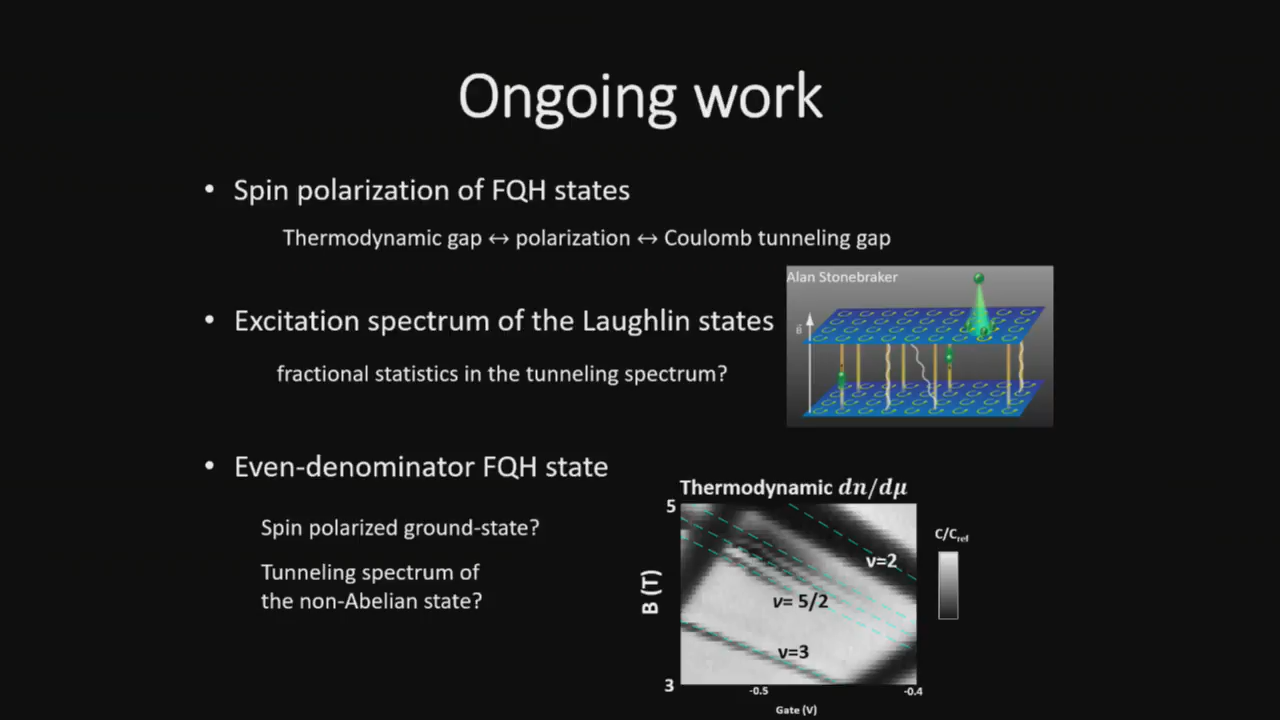 Ongoing work
• Spin polarization of FQH states
Thermodynamic gap ↔ polarization ↔ Coulomb tunneling gap
Alan Stonebraker
B
• Excitation spectrum of the Laughlin states
fractional statistics in the tunneling spectrum?
• Even-denominator FQH state
Spin polarized ground-state?
Tunneling spectrum of
the non-Abelian state?
Thermodynamic dn/dμ
5
B (T)
3
ν=2
ν= 5/2
ν=3
-0.5
-0.4
Gate (V)
C/Cref